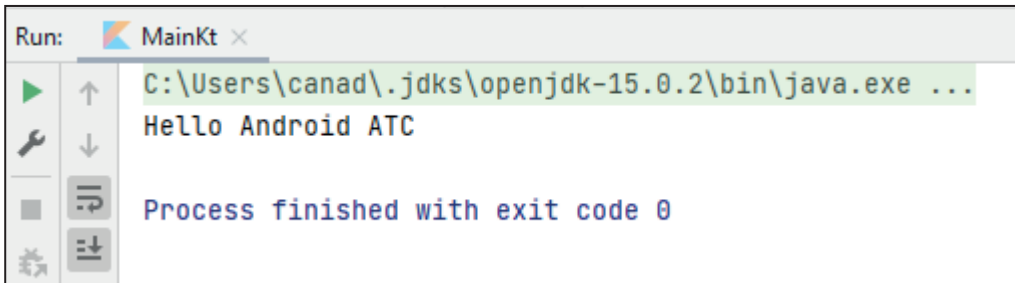 Run: MainKt
C:\Users\canad\.jdks\openjdk-15.0.2\bin\java.exe ...
Hello Android ATC
Process finished with exit code 0